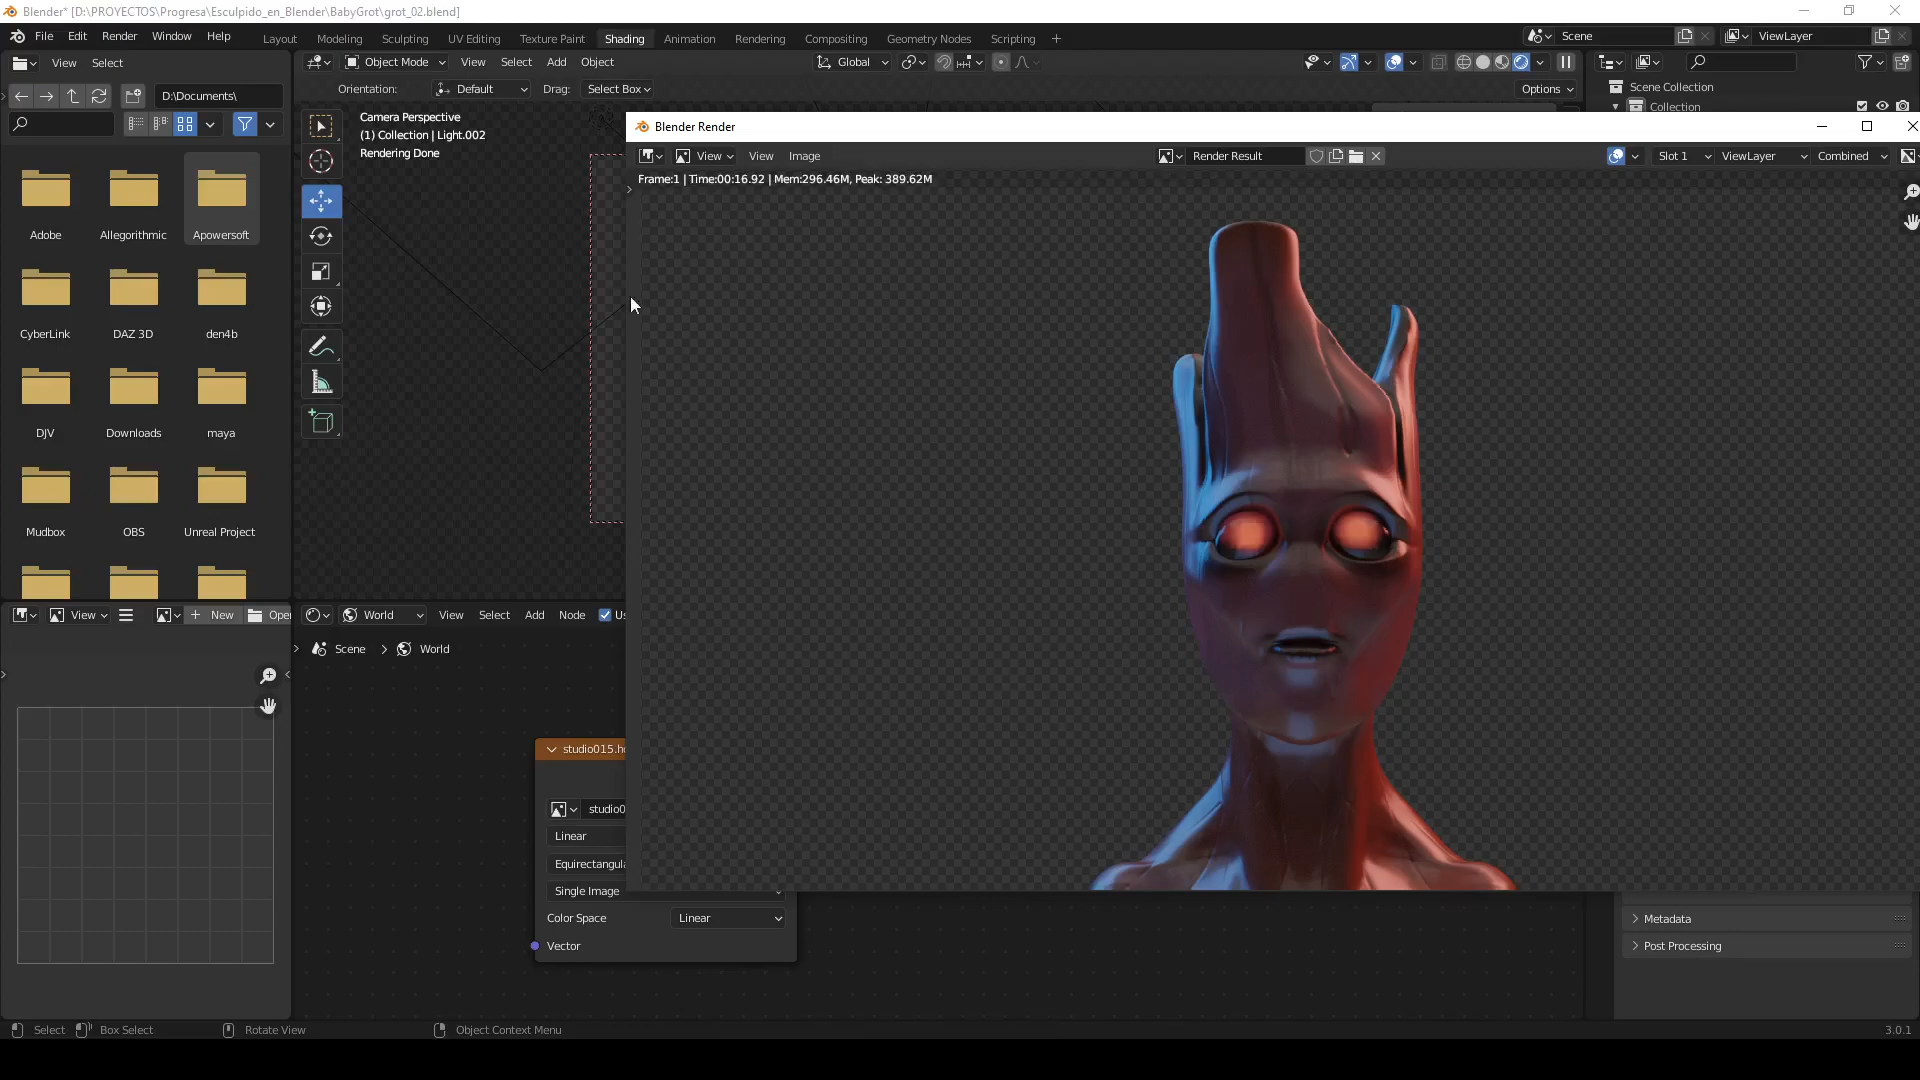 Blender* [D:\PROYECTOS\Progresa\Esculpido_en_Blender\BabyGrot\grot_02.blend]
File Edit Render Window Help
Layout Modeling Sculpting UV Editing Texture Paint Shading Animation Rendering Compositing Geometry Nodes Scripting
Scene ViewLayer
View Select
Object Mode View Select Add Object
Global
D:\Documents\
Orientation: Default Drag: Select Box
Options
Scene Collection
Collection
Camera Perspective
(1) Collection | Light.002
Rendering Done
Blender Render
View View Image
Render Result
Slot 1 ViewLayer Combined
Frame:1 | Time:00:16.92 | Mem:296.46M, Peak: 389.62M
Adobe Allegorithmic Apowersoft
CyberLink DAZ 3D den4b
DJV Downloads maya
Mudbox OBS Unreal Project
View New Open
World View Select Add Node Us
Scene World
studio015.h
studio0
Linear
Equirectangula
Single Image
Color Space Linear
Vector
Metadata
Post Processing
Select Box Select Rotate View Object Context Menu
3.0.1